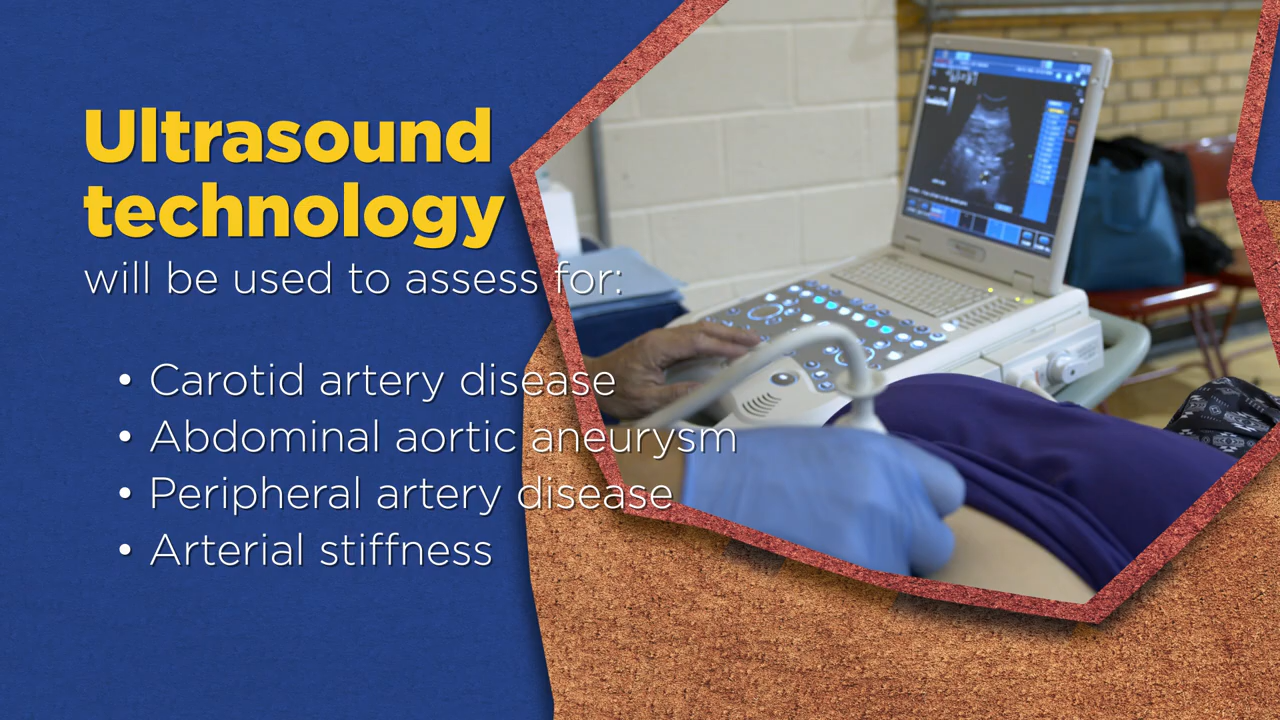 Ultrasound
technology
will be used to assess for:
• Carotid artery disease
• Abdominal aortic aneurysm
• Peripheral artery disease
• Arterial stiffness